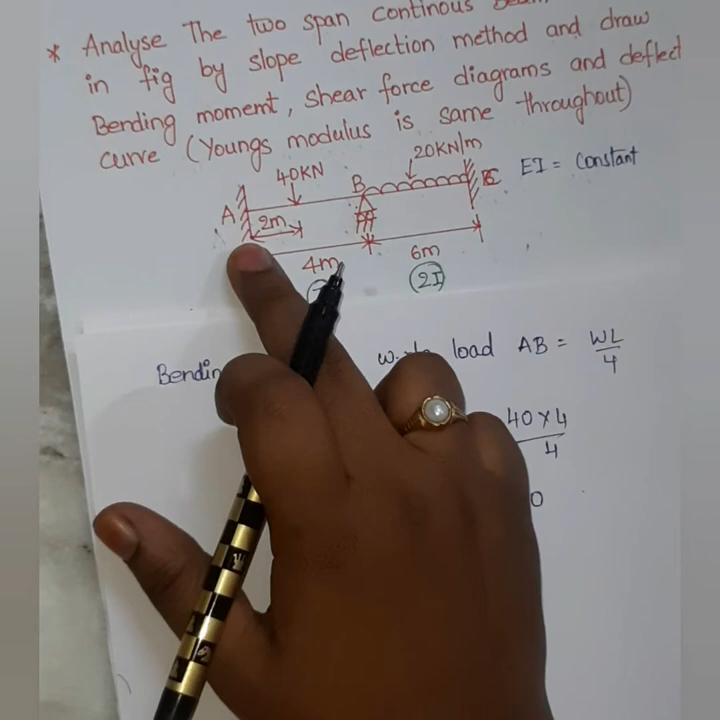 * Analyse The two span continous
in fig by slope deflection method and draw
Bending moment, Shear force diagrams and deflect
curve (Youngs modulus is same throughout)
40KN
20KN/m
EI = Constant
A
B
C
2m
4m
6m
2I
load AB = WL/4
40 x 4
4
0